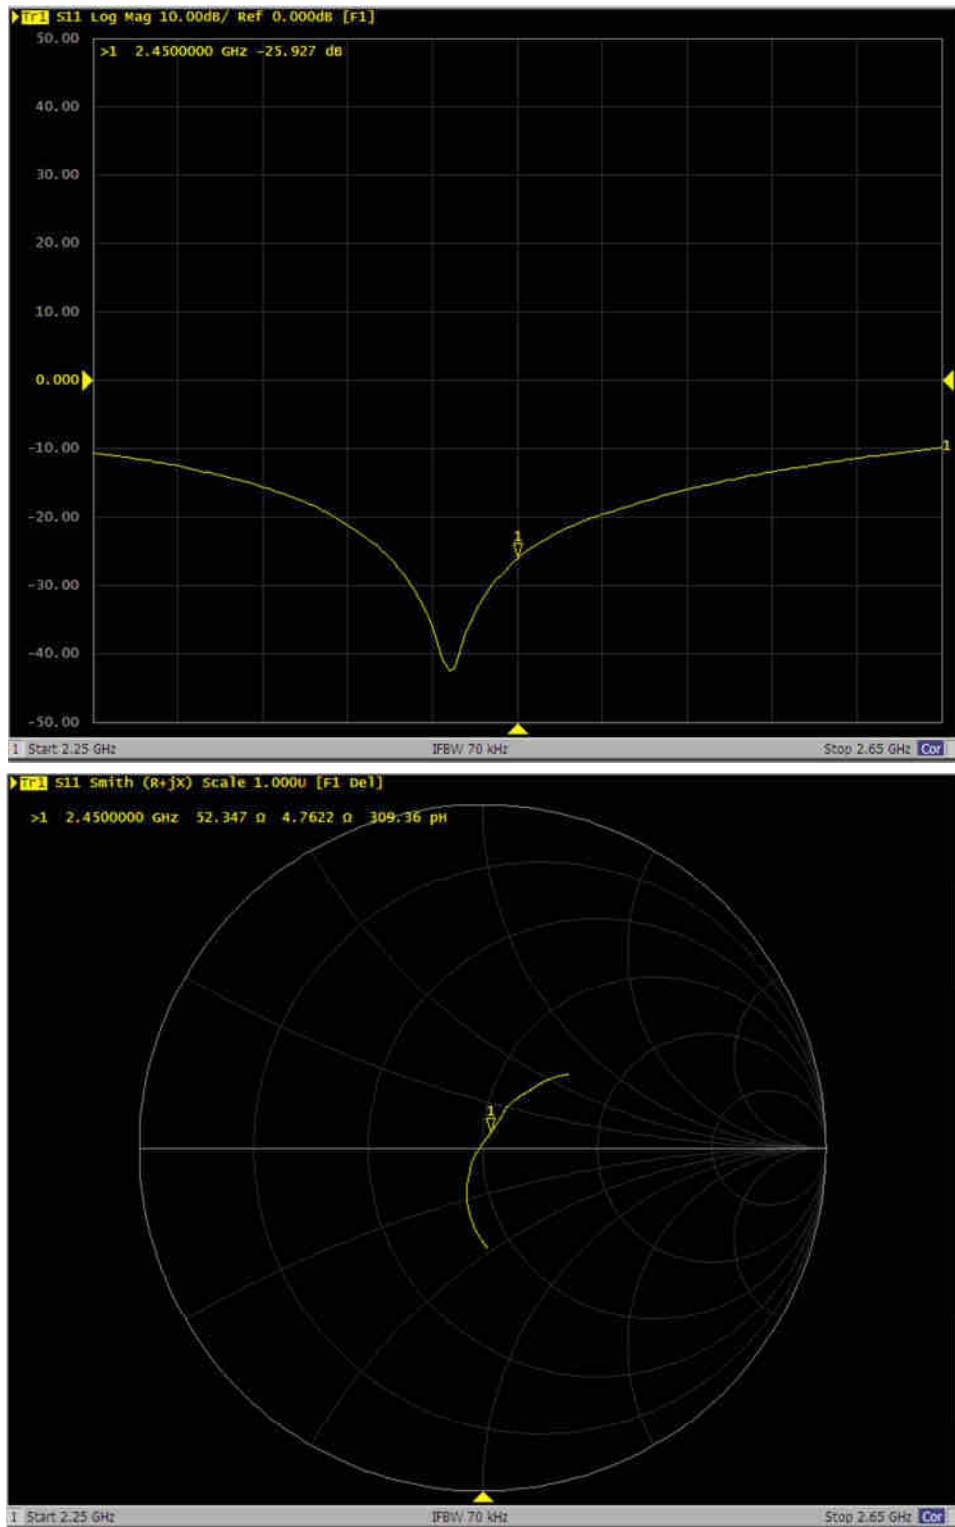 Tr1 S11 Log Mag 10.00dB/ Ref 0.000dB [F1]
50.00
>1 2.4500000 GHz -25.927 dB
40.00
30.00
20.00
10.00
0.000
-10.00
1
-20.00
1
-30.00
-40.00
-50.00
1 Start 2.25 GHz IFBW 70 kHz Stop 2.65 GHz Cor
Tr1 S11 Smith (R+jX) Scale 1.000U [F1 Del]
>1 2.4500000 GHz 52.347 Ω 4.7622 Ω 309.36 pH
1
1 Start 2.25 GHz IFBW 70 kHz Stop 2.65 GHz Cor